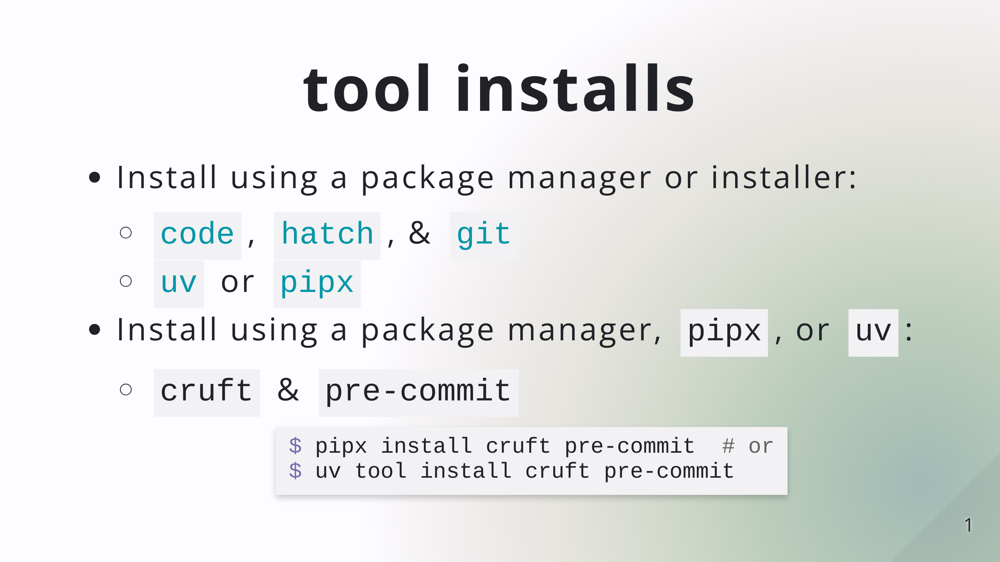 tool installs
• Install using a package manager or installer:
○ code, hatch, & git
○ uv or pipx
• Install using a package manager, pipx, or uv:
○ cruft & pre-commit
$ pipx install cruft pre-commit  # or
$ uv tool install cruft pre-commit
1